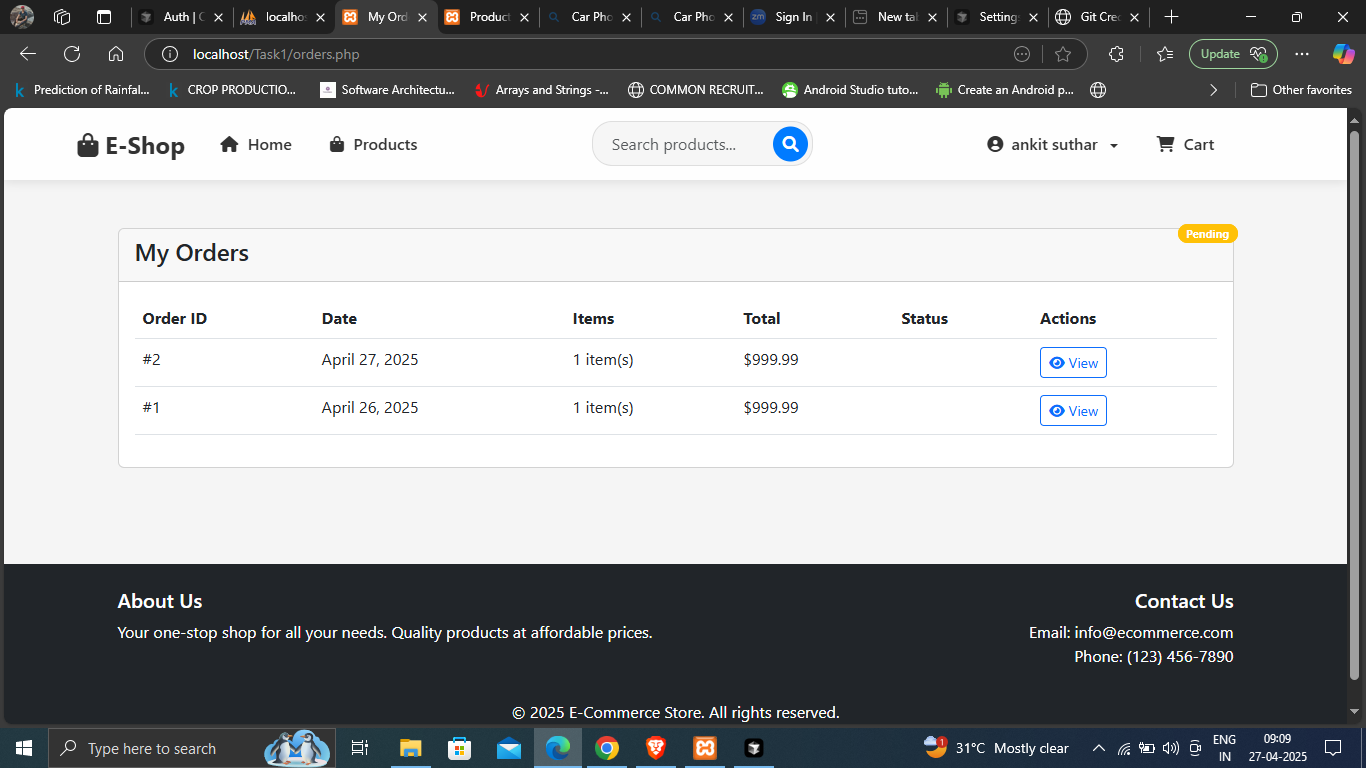 Auth | C
localhos
My Ord
Product
Car Pho
Car Pho
zm
Sign In |
New tab
Settings
Git Cred
localhost/Task1/orders.php
Update
Prediction of Rainfal...
CROP PRODUCTIO...
Software Architectu...
Arrays and Strings -...
COMMON RECRUIT...
Android Studio tuto...
Create an Android p...
Other favorites
E-Shop
Home
Products
Search products...
ankit suthar
Cart
Pending
My Orders
Order ID Date Items Total Status Actions
#2 April 27, 2025 1 item(s) $999.99 View
#1 April 26, 2025 1 item(s) $999.99 View
About Us
Your one-stop shop for all your needs. Quality products at affordable prices.
Contact Us
Email: info@ecommerce.com
Phone: (123) 456-7890
© 2025 E-Commerce Store. All rights reserved.
Type here to search
1
31°C Mostly clear
ENG
IN
09:09
27-04-2025